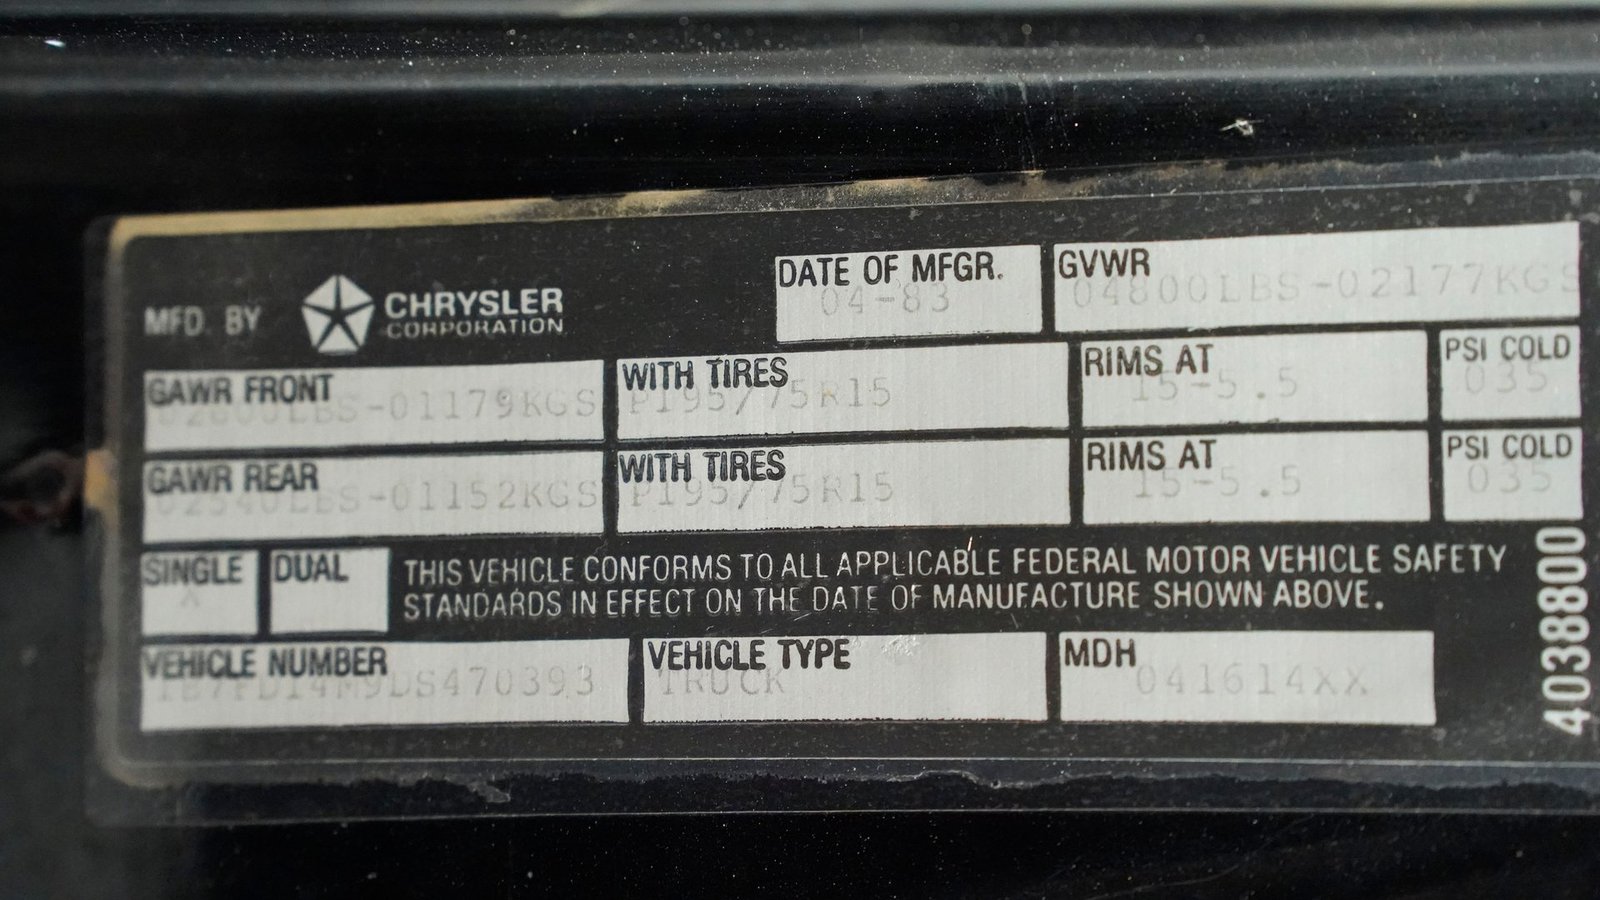 MFD. BY CHRYSLER CORPORATION
DATE OF MFGR. 04-83
GVWR 04800LBS-02177KGS
GAWR FRONT 02600LBS-01179KGS
WITH TIRES P195/75R15
RIMS AT 15-5.5
PSI COLD 035
GAWR REAR 02540LBS-01152KGS
WITH TIRES P195/75R15
RIMS AT 15-5.5
PSI COLD 035
SINGLE X
DUAL
THIS VEHICLE CONFORMS TO ALL APPLICABLE FEDERAL MOTOR VEHICLE SAFETY
STANDARDS IN EFFECT ON THE DATE OF MANUFACTURE SHOWN ABOVE.
VEHICLE NUMBER 1B7FD14M9DS470393
VEHICLE TYPE TRUCK
MDH 041614XX
4038800